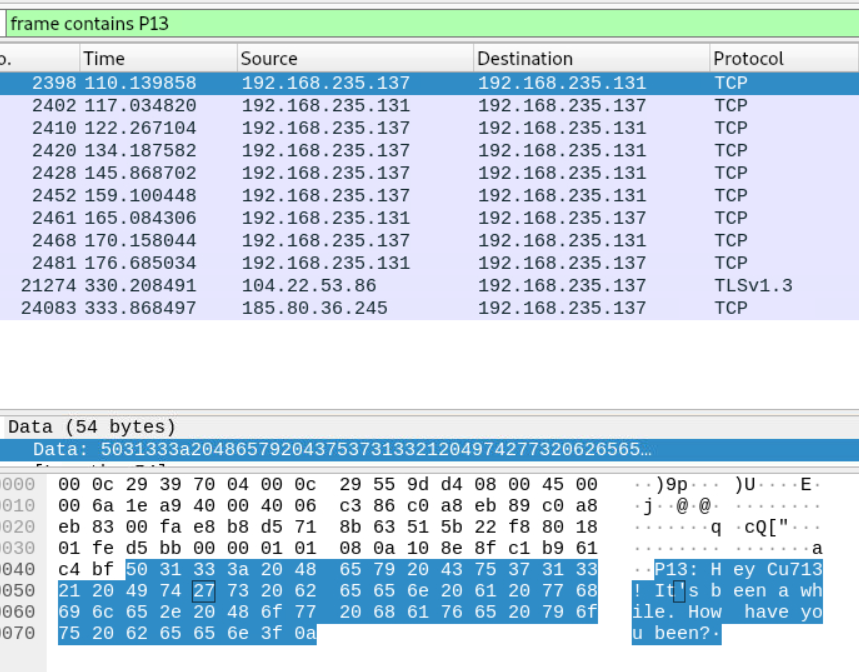 frame contains P13
o. Time Source Destination Protocol
2398 110.139858 192.168.235.137 192.168.235.131 TCP
2402 117.034820 192.168.235.131 192.168.235.137 TCP
2410 122.267104 192.168.235.137 192.168.235.131 TCP
2420 134.187582 192.168.235.137 192.168.235.131 TCP
2428 145.868702 192.168.235.137 192.168.235.131 TCP
2452 159.100448 192.168.235.137 192.168.235.131 TCP
2461 165.084306 192.168.235.131 192.168.235.137 TCP
2468 170.158044 192.168.235.137 192.168.235.131 TCP
2481 176.685034 192.168.235.131 192.168.235.137 TCP
21274 330.208491 104.22.53.86 192.168.235.137 TLSv1.3
24083 333.868497 185.80.36.245 192.168.235.137 TCP
Data (54 bytes)
Data: 5031333a20486579204375373133212049742773206265​65…
0000 00 0c 29 39 70 04 00 0c 29 55 9d d4 08 00 45 00 ··)9p··· )U····E·
0010 00 6a 1e a9 40 00 40 06 c3 86 c0 a8 eb 89 c0 a8 ·j··@·@· ········
0020 eb 83 00 fa e8 b8 d5 71 8b 63 51 5b 22 f8 80 18 ·······q ·cQ["···
0030 01 fe d5 bb 00 00 01 01 08 0a 10 8e 8f c1 b9 61 ········ ·······a
0040 c4 bf 50 31 33 3a 20 48 65 79 20 43 75 37 31 33 ··P13: H ey Cu713
0050 21 20 49 74 27 73 20 62 65 65 6e 20 61 20 77 68 ! It's b een a wh
0060 69 6c 65 2e 20 48 6f 77 20 68 61 76 65 20 79 6f ile. How have yo
0070 75 20 62 65 65 6e 3f 0a u been?·